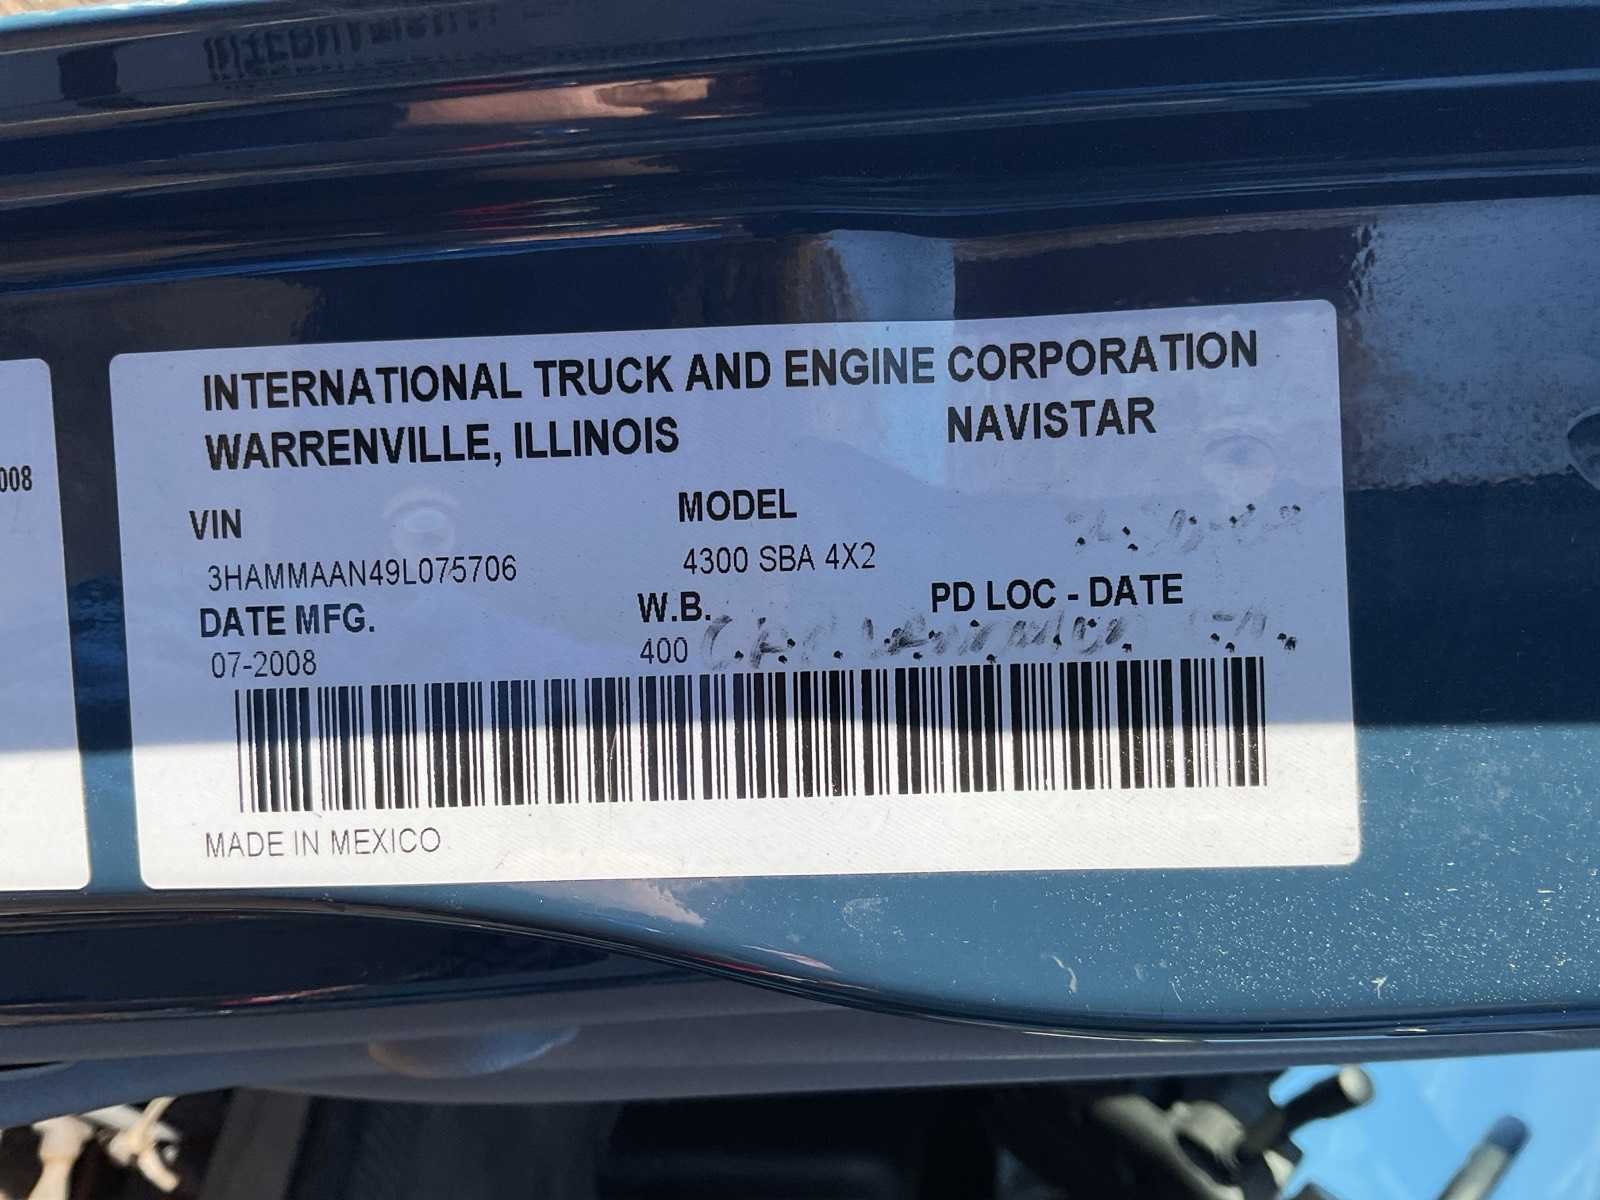 008
INTERNATIONAL TRUCK AND ENGINE CORPORATION
WARRENVILLE, ILLINOIS NAVISTAR
VIN MODEL
3HAMMAAN49L075706 4300 SBA 4X2
DATE MFG. W.B. PD LOC - DATE
07-2008 400
MADE IN MEXICO